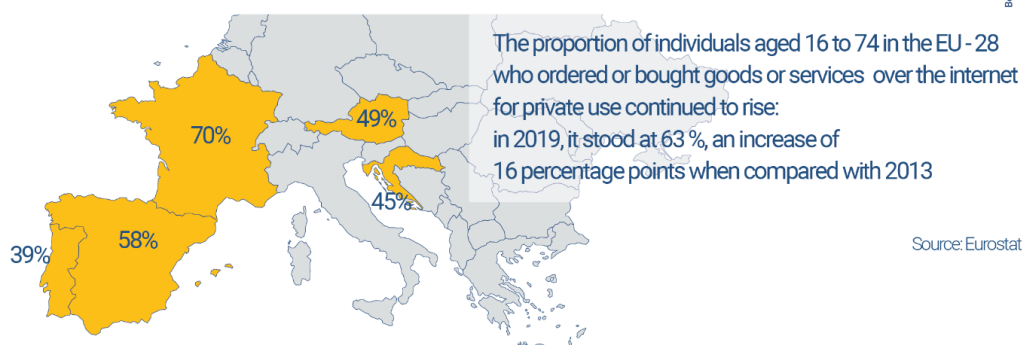 The proportion of individuals aged 16 to 74 in the EU - 28
who ordered or bought goods or services over the internet
for private use continued to rise:
in 2019, it stood at 63 %, an increase of
16 percentage points when compared with 2013
49%
70%
45%
58%
39%
Source: Eurostat